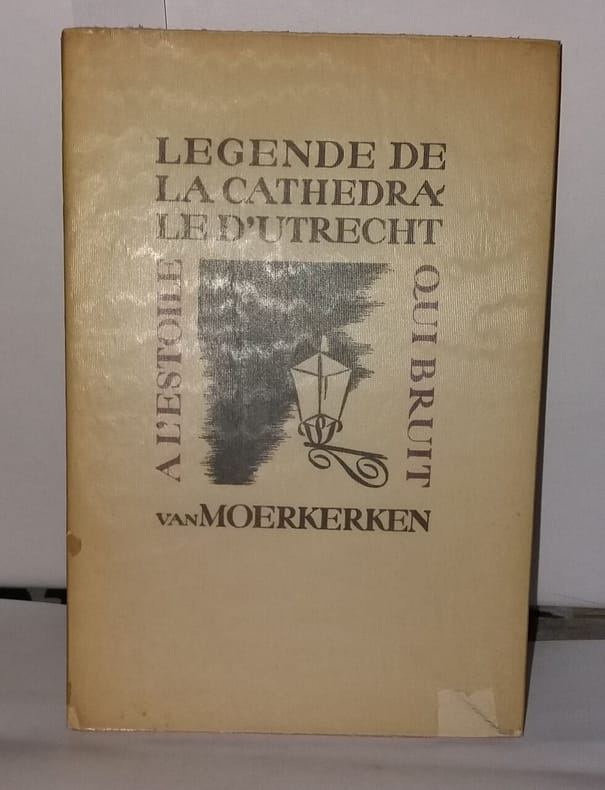 LEGENDE DE
LA CATHEDRA
LE D'UTRECHT
A L'ESTOILE
QUI BRUIT
VAN MOERKERKEN